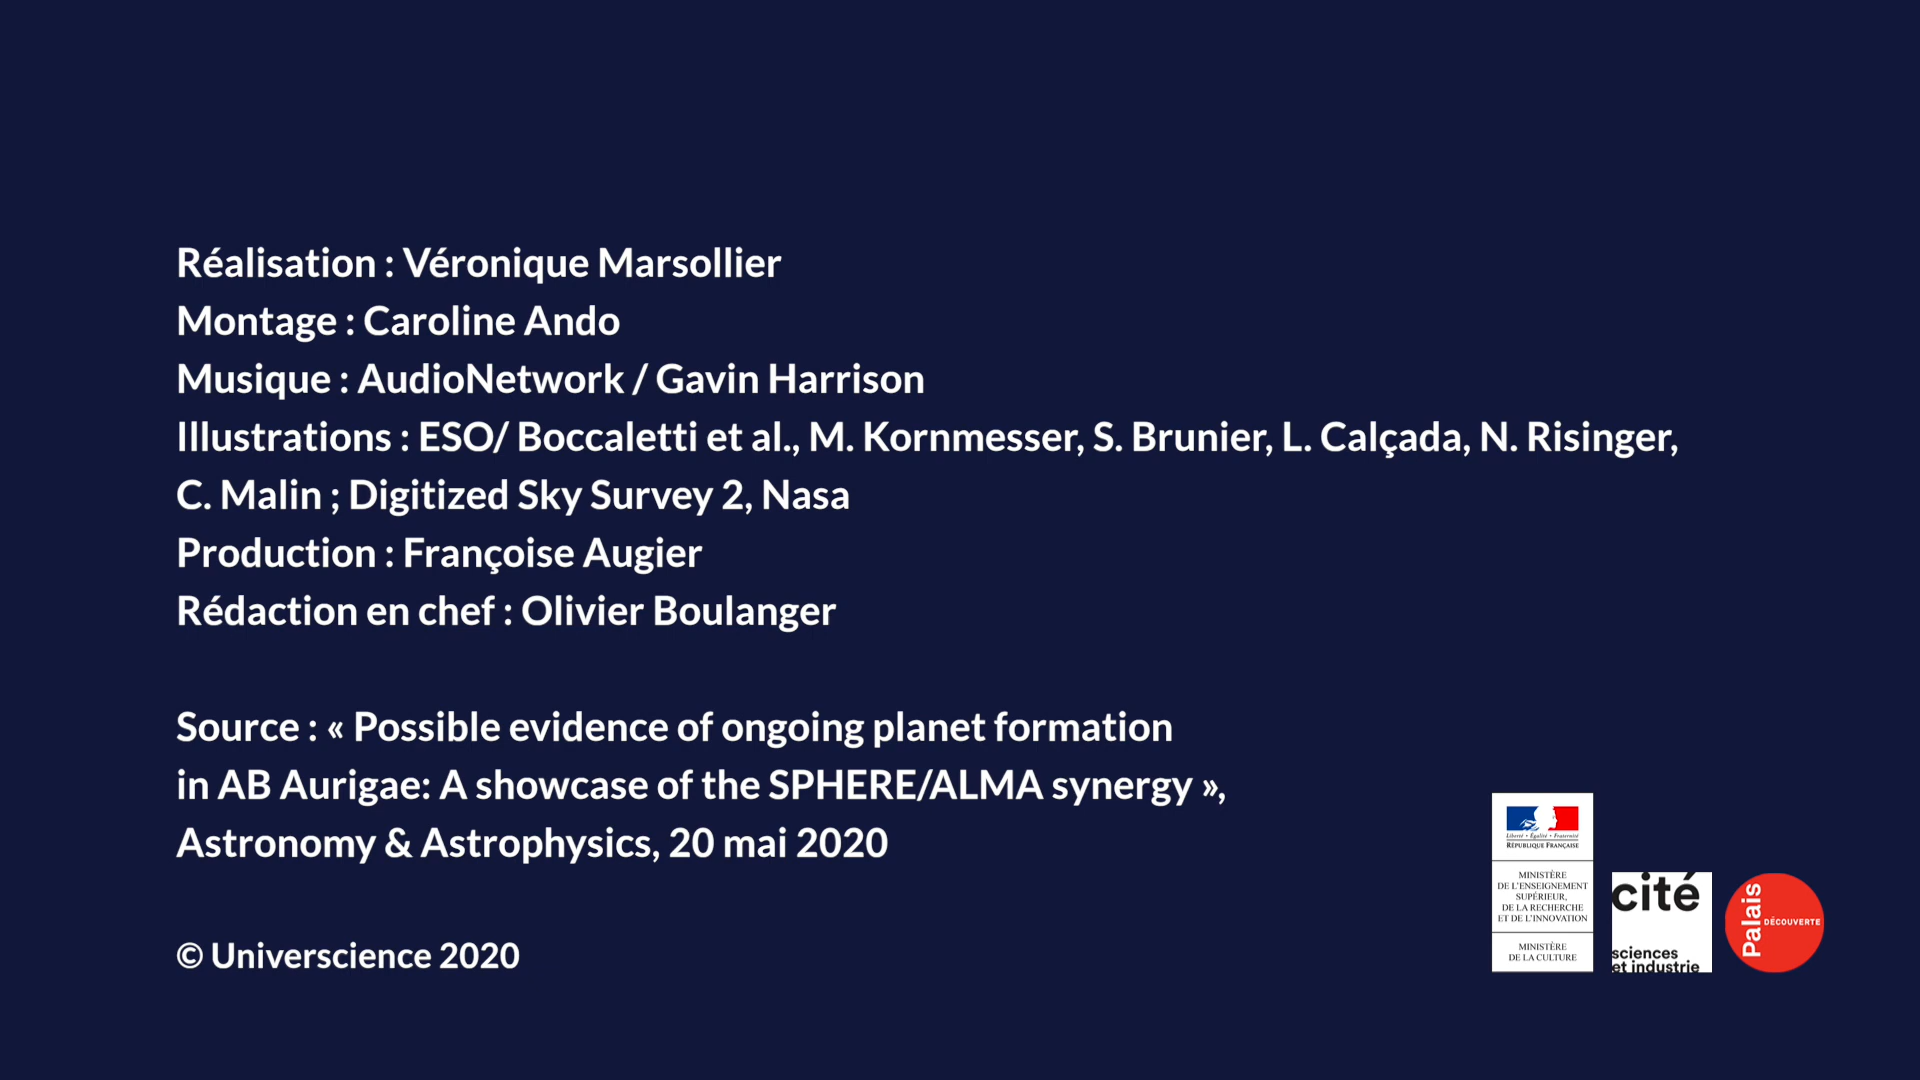 Réalisation : Véronique Marsollier
Montage : Caroline Ando
Musique : AudioNetwork / Gavin Harrison
Illustrations : ESO/ Boccaletti et al., M. Kornmesser, S. Brunier, L. Calçada, N. Risinger,
C. Malin ; Digitized Sky Survey 2, Nasa
Production : Françoise Augier
Rédaction en chef : Olivier Boulanger
Source : « Possible evidence of ongoing planet formation
in AB Aurigae: A showcase of the SPHERE/ALMA synergy »,
Astronomy & Astrophysics, 20 mai 2020
© Universcience 2020
Liberté • Égalité • Fraternité
RÉPUBLIQUE FRANÇAISE
MINISTÈRE
DE L'ENSEIGNEMENT
SUPÉRIEUR,
DE LA RECHERCHE
ET DE L'INNOVATION
MINISTÈRE
DE LA CULTURE
cité
sciences
et industrie
Palais
DÉCOUVERTE